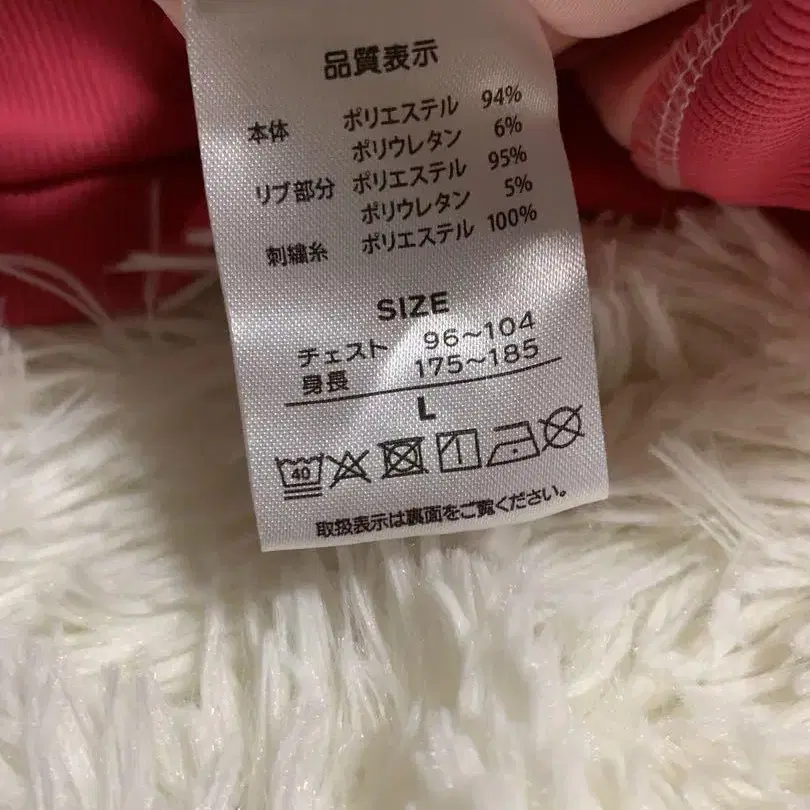 品質表示
本体 ポリエステル 94%
ポリウレタン 6%
リブ部分 ポリエステル 95%
ポリウレタン 5%
刺繍糸 ポリエステル 100%
SIZE
チェスト 96~104
身長 175~185
L
40
取扱表示は裏面をご覧ください。